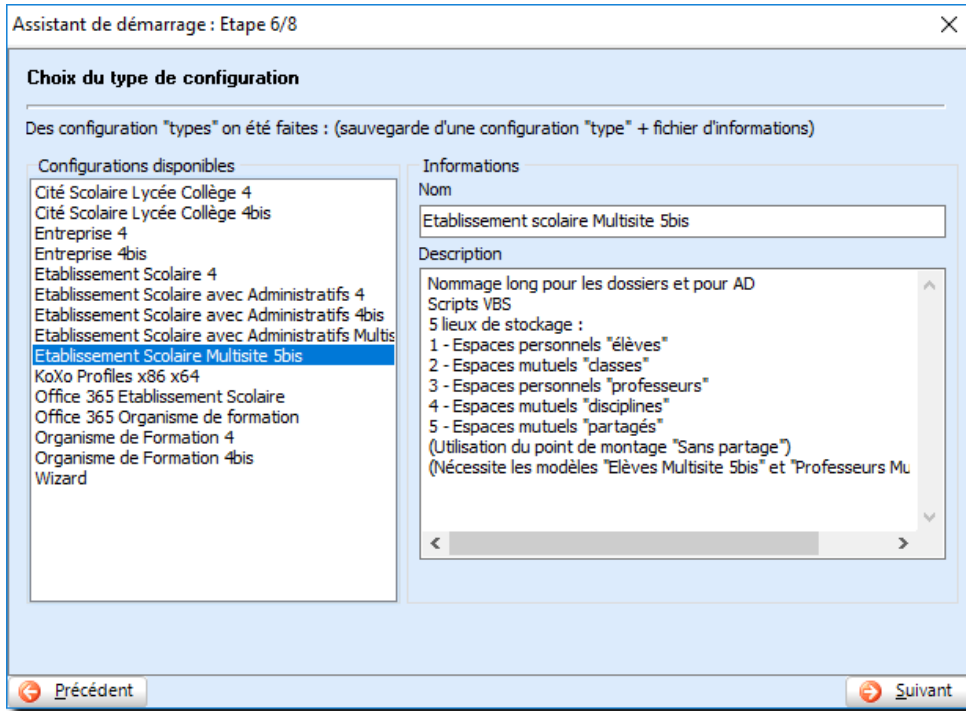 Assistant de démarrage : Etape 6/8
Choix du type de configuration
Des configuration "types" on été faites : (sauvegarde d'une configuration "type" + fichier d'informations)
Configurations disponibles
Cité Scolaire Lycée Collège 4
Cité Scolaire Lycée Collège 4bis
Entreprise 4
Entreprise 4bis
Etablissement Scolaire 4
Etablissement Scolaire avec Administratifs 4
Etablissement Scolaire avec Administratifs 4bis
Etablissement Scolaire avec Administratifs Multis
Etablissement Scolaire Multisite 5bis
KoXo Profiles x86 x64
Office 365 Etablissement Scolaire
Office 365 Organisme de formation
Organisme de Formation 4
Organisme de Formation 4bis
Wizard
Informations
Nom
Etablissement scolaire Multisite 5bis
Description
Nommage long pour les dossiers et pour AD
Scripts VBS
5 lieux de stockage :
1 - Espaces personnels "élèves"
2 - Espaces mutuels "classes"
3 - Espaces personnels "professeurs"
4 - Espaces mutuels "disciplines"
5 - Espaces mutuels "partagés"
(Utilisation du point de montage "Sans partage")
(Nécessite les modèles "Elèves Multisite 5bis" et "Professeurs Mu
Précédent
Suivant